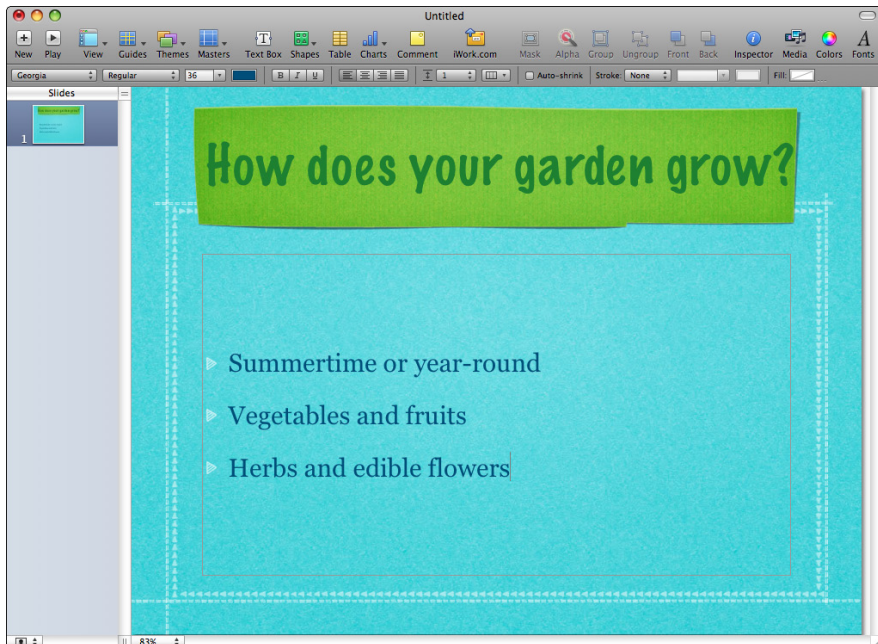 Untitled
New Play View Guides Themes Masters Text Box Shapes Table Charts Comment iWork.com Mask Alpha Group Ungroup Front Back Inspector Media Colors Fonts
Georgia Regular 36 B I U 1 Auto-shrink Stroke: None Fill:
Slides
1
How does your garden grow?
Summertime or year-round
Vegetables and fruits
Herbs and edible flowers
83%